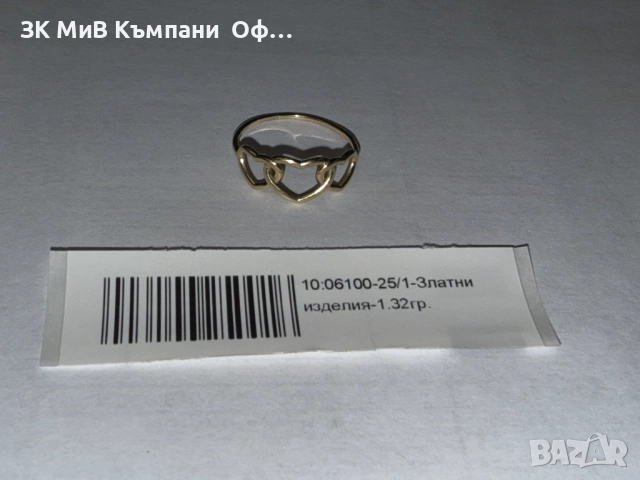 ЗК МиВ Къмпани Оф...
10:06100-25/1-Златни
изделия-1.32гр.
BAZAR